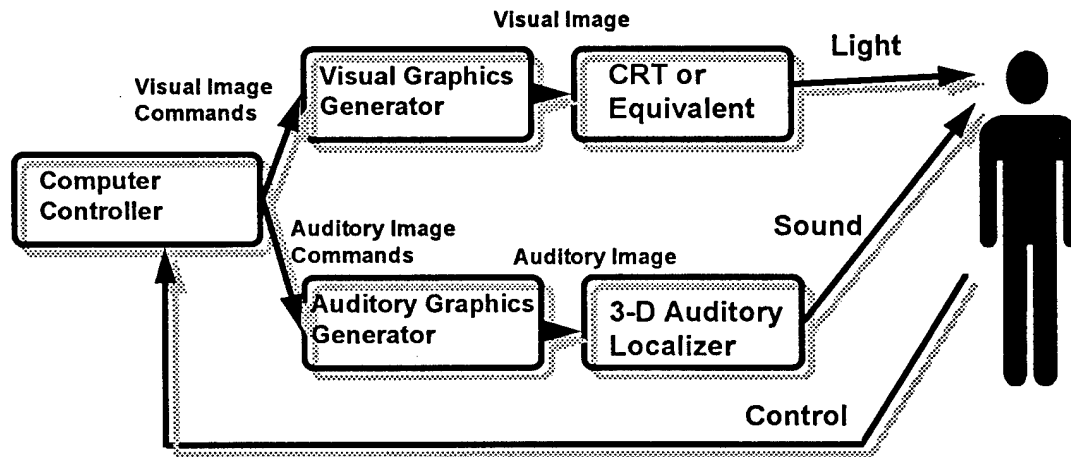 Visual Image
Light
Visual Graphics
Generator
CRT or
Equivalent
Visual Image
Commands
Computer
Controller
Auditory Image
Commands
Auditory Image
Sound
Auditory Graphics
Generator
3-D Auditory
Localizer
Control